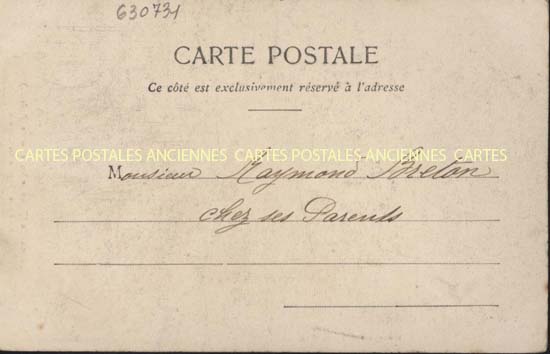 630731
CARTE POSTALE
Ce côté est exclusivement réservé à l'adresse
CARTES POSTALES ANCIENNES CARTES POSTALES ANCIENNES CARTES
Monsieur Raymond Breton
chez ses Parents